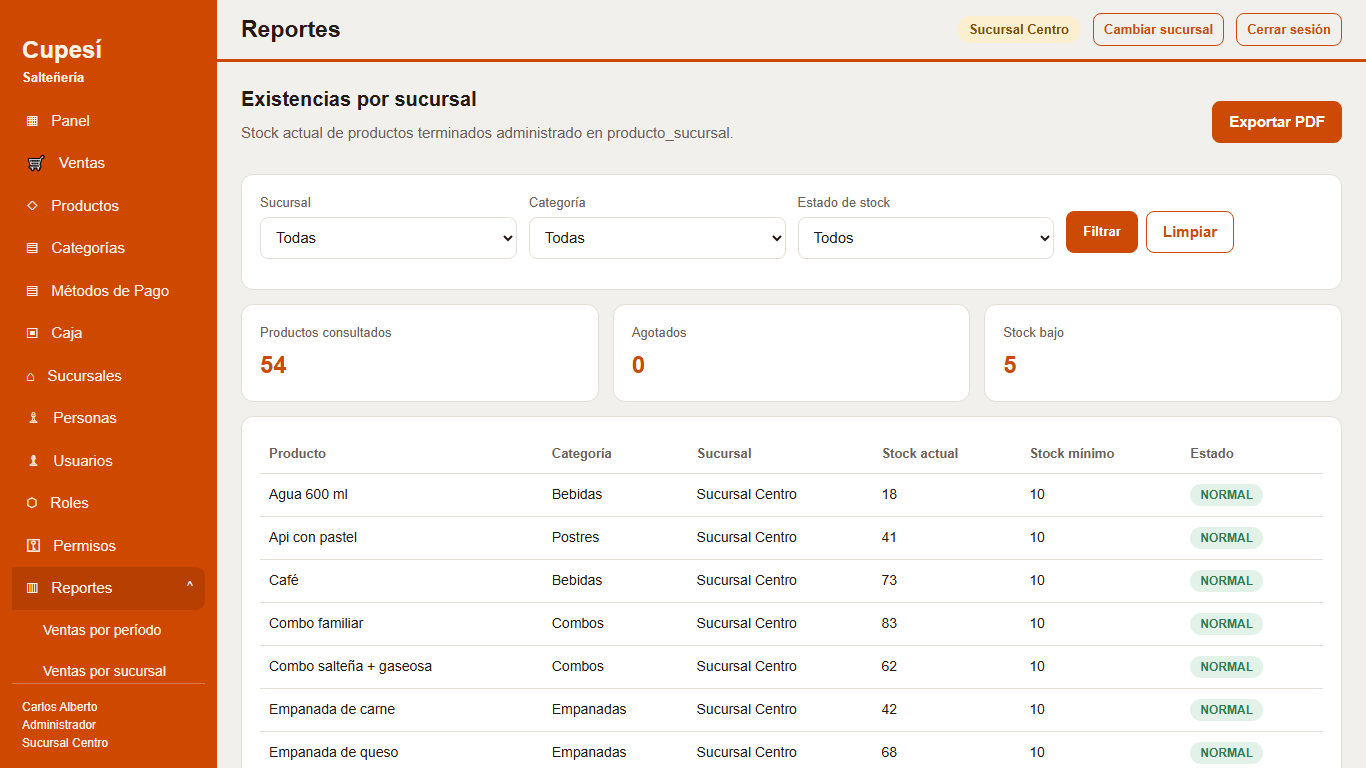 Cupesí
Salteñería
Panel
Ventas
Productos
Categorías
Métodos de Pago
Caja
Sucursales
Personas
Usuarios
Roles
Permisos
Reportes ^
Ventas por período
Ventas por sucursal
Carlos Alberto
Administrador
Sucursal Centro
Reportes Sucursal Centro Cambiar sucursal Cerrar sesión
Existencias por sucursal
Stock actual de productos terminados administrado en producto_sucursal.
Exportar PDF
Sucursal Categoría Estado de stock
Todas Todas Todos Filtrar Limpiar
Productos consultados Agotados Stock bajo
54 0 5
Producto Categoría Sucursal Stock actual Stock mínimo Estado
Agua 600 ml Bebidas Sucursal Centro 18 10 NORMAL
Api con pastel Postres Sucursal Centro 41 10 NORMAL
Café Bebidas Sucursal Centro 73 10 NORMAL
Combo familiar Combos Sucursal Centro 83 10 NORMAL
Combo salteña + gaseosa Combos Sucursal Centro 62 10 NORMAL
Empanada de carne Empanadas Sucursal Centro 42 10 NORMAL
Empanada de queso Empanadas Sucursal Centro 68 10 NORMAL